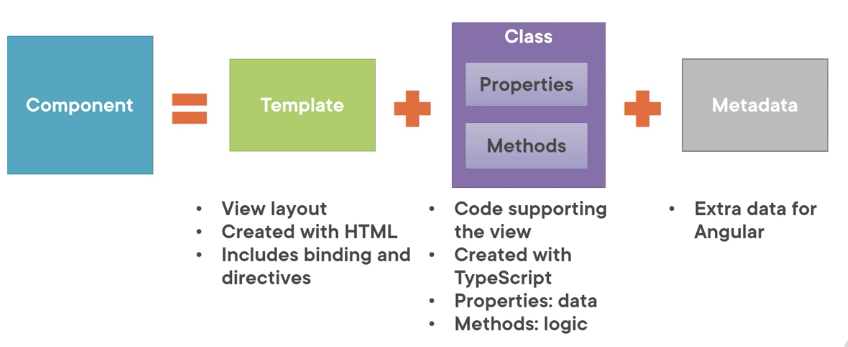 Component
Template
Class
Properties
Methods
Metadata
• View layout
• Created with HTML
• Includes binding and
directives
• Code supporting
the view
• Created with
TypeScript
• Properties: data
• Methods: logic
• Extra data for
Angular